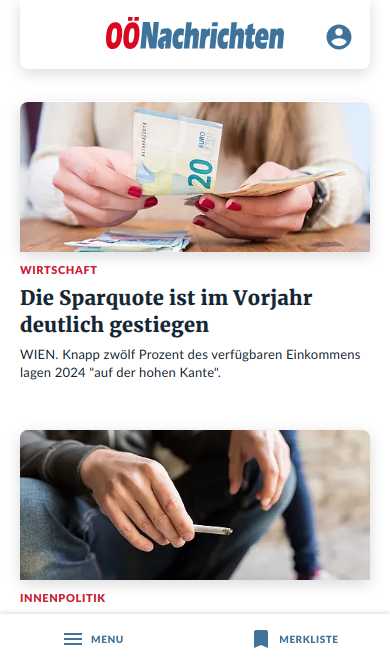 OÖNachrichten
20
EURO
WIRTSCHAFT
Die Sparquote ist im Vorjahr
deutlich gestiegen
WIEN. Knapp zwölf Prozent des verfügbaren Einkommens
lagen 2024 "auf der hohen Kante".
INNENPOLITIK
MENU
MERKLISTE